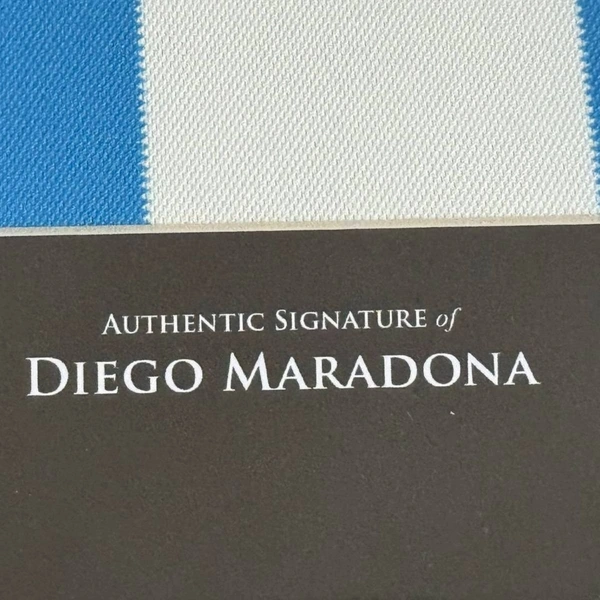 Authentic Signature of
Diego Maradona